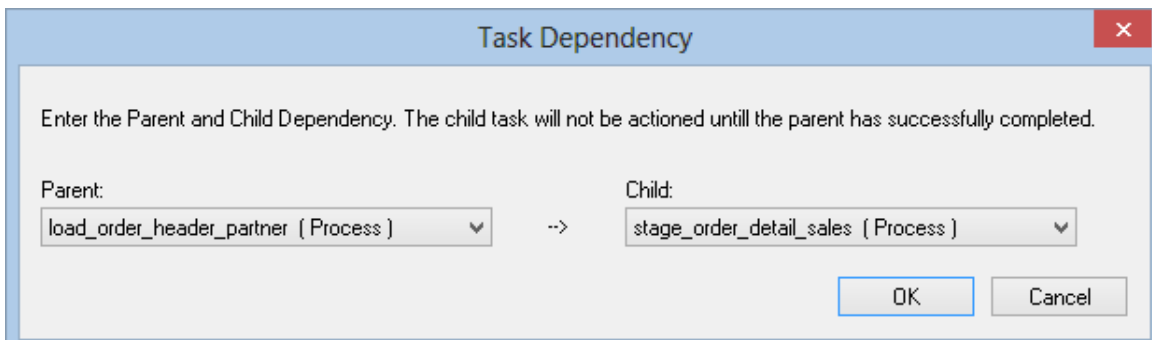 Task Dependency
Enter the Parent and Child Dependency. The child task will not be actioned untill the parent has successfully completed.
Parent:
Child:
load_order_header_partner ( Process )
-->
stage_order_detail_sales ( Process )
OK
Cancel